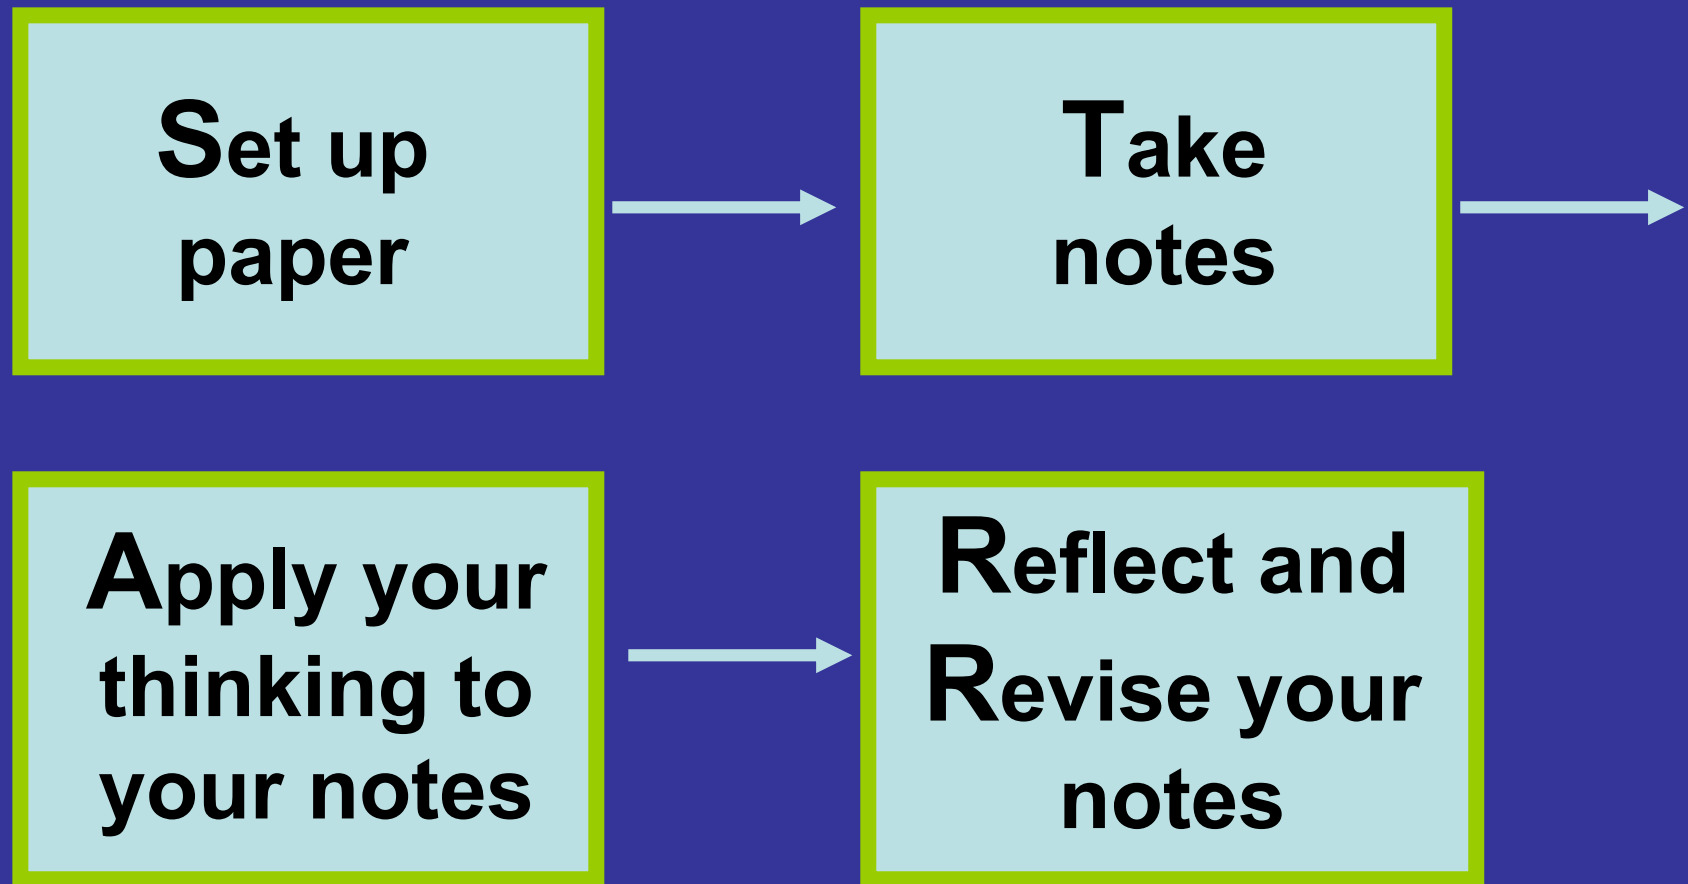 Set up
paper
Take
notes
Apply your
thinking to
your notes
Reflect and
Revise your
notes